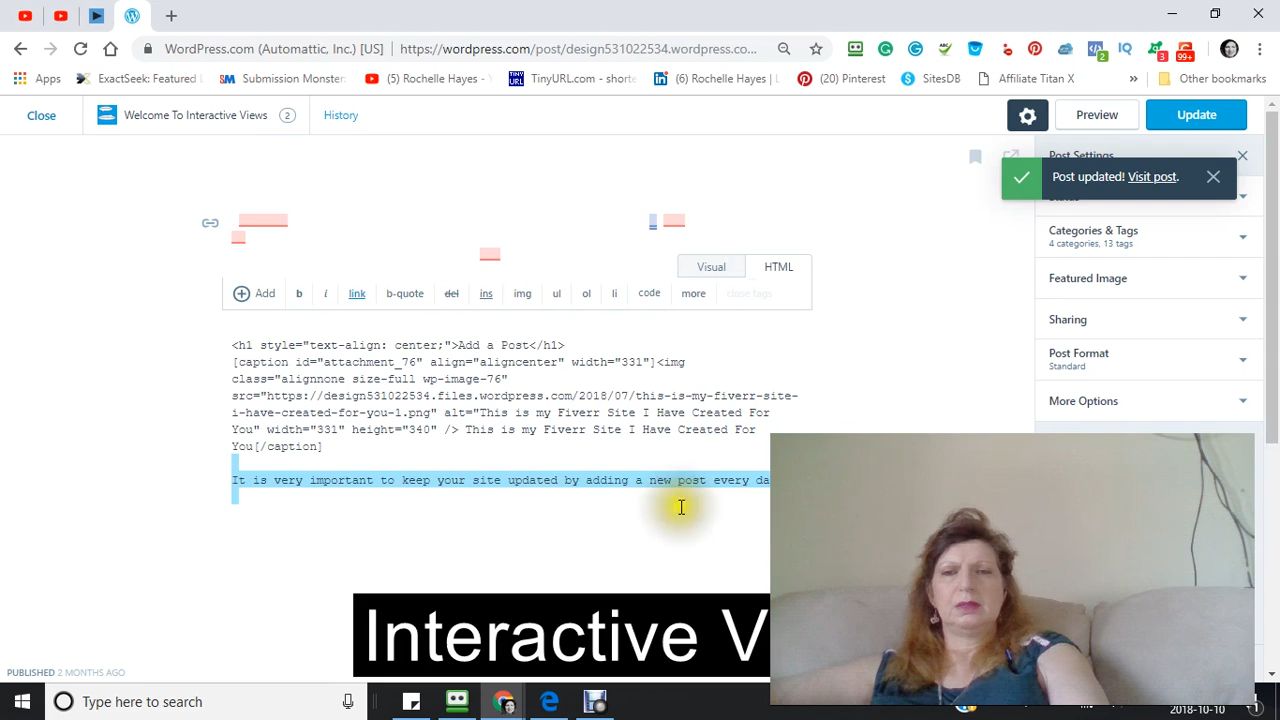 WordPress.com (Automattic, Inc.) [US]
https://wordpress.com/post/design531022534.wordpress.co...
2
3
99+
Apps
ExactSeek: Featured
Submission Monster
(5) Rochelle Hayes -
TinyURL.com - shorte
(6) Rochelle Hayes |
(20) Pinterest
SitesDB
Affiliate Titan X
»
Other bookmarks
Close
Welcome To Interactive Views
2
History
Preview
Update
Post Settings
Post updated! Visit post.
Status
Categories & Tags
4 categories, 13 tags
Featured Image
Sharing
Post Format
Standard
More Options
Visual
HTML
Add
b
i
link
b-quote
del
ins
img
ul
ol
li
code
more
close tags
<h1 style="text-align: center;">Add a Post</h1>
[caption id="attachment_76" align="aligncenter" width="331"]<img
class="alignnone size-full wp-image-76"
src="https://design531022534.files.wordpress.com/2018/07/this-is-my-fiverr-site-
i-have-created-for-you-1.png" alt="This is my Fiverr Site I Have Created For
You" width="331" height="340" /> This is my Fiverr Site I Have Created For
You[/caption]
It is very important to keep your site updated by adding a new post every da
Interactive V
PUBLISHED 2 MONTHS AGO
Type here to search
2018-10-10